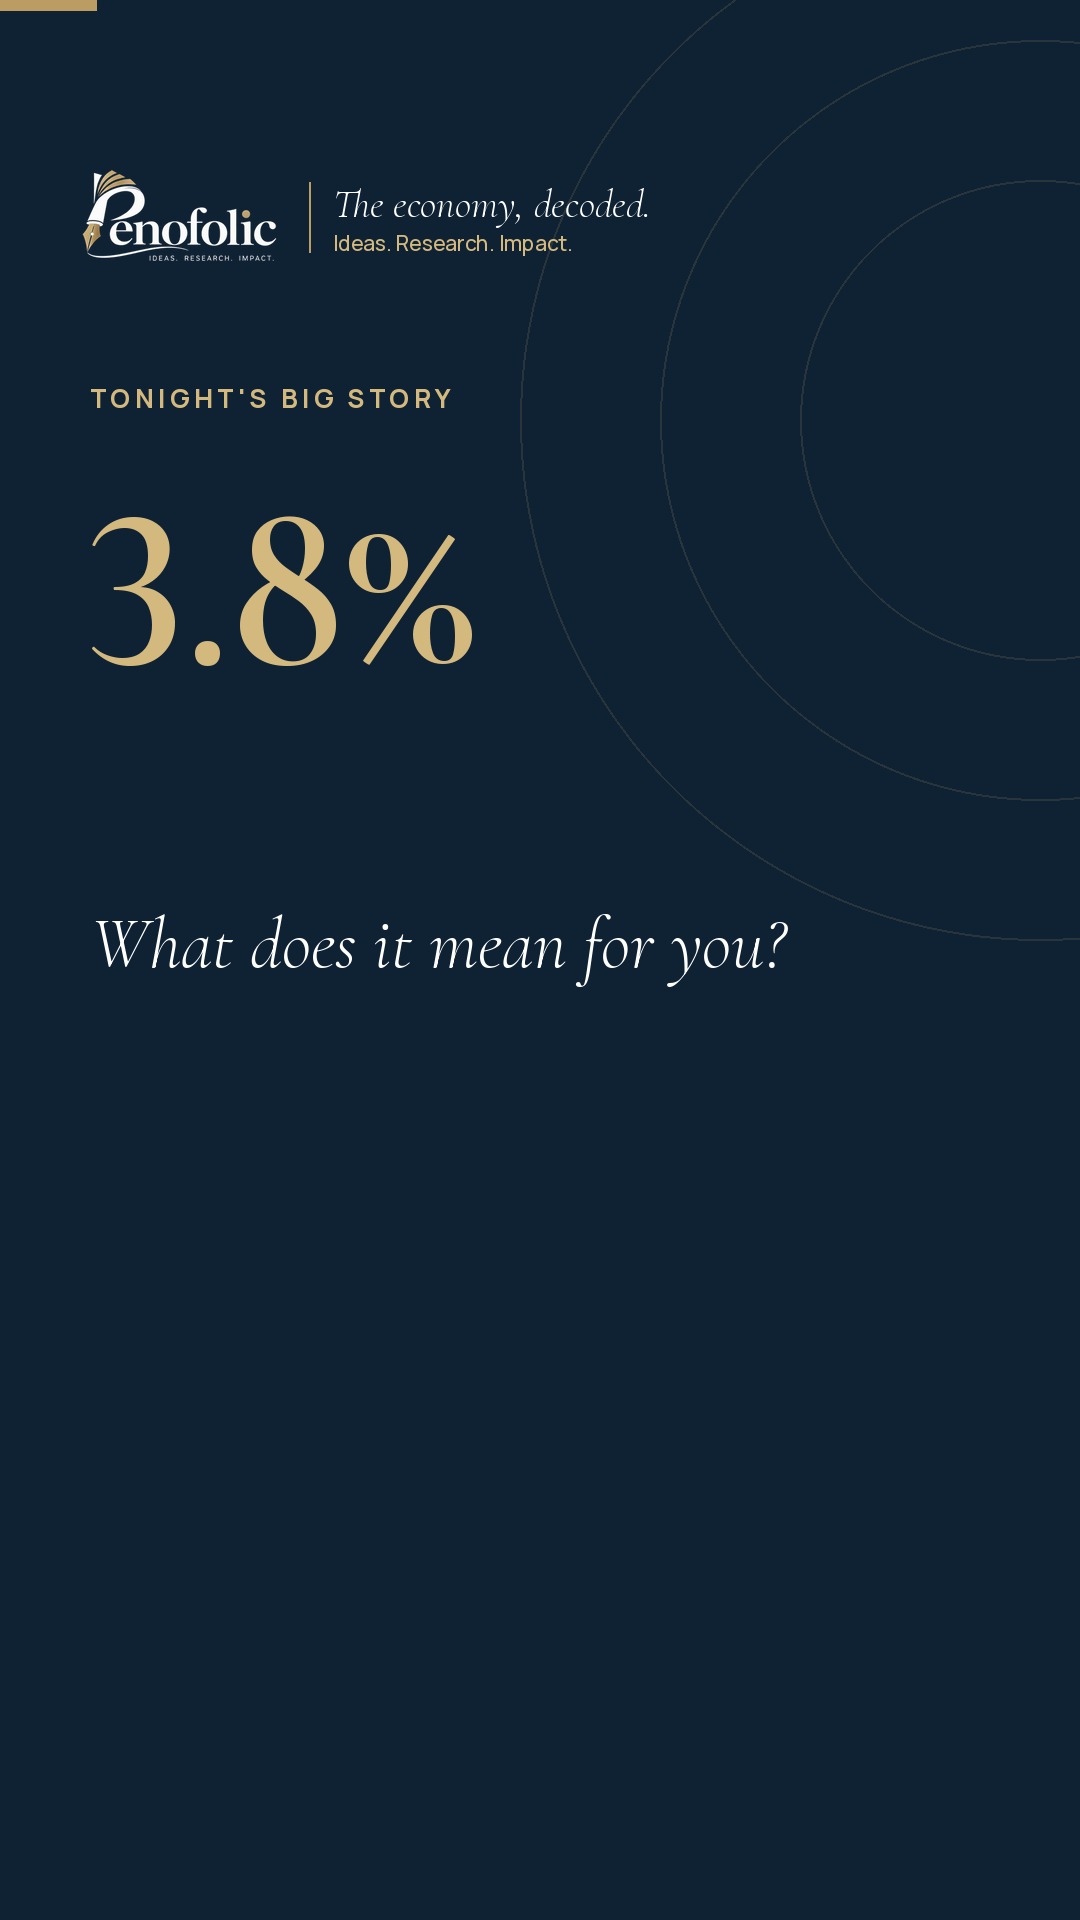 Penofolic
IDEAS. RESEARCH. IMPACT.
The economy, decoded.
Ideas. Research. Impact.
TONIGHT'S BIG STORY
3.8%
What does it mean for you?